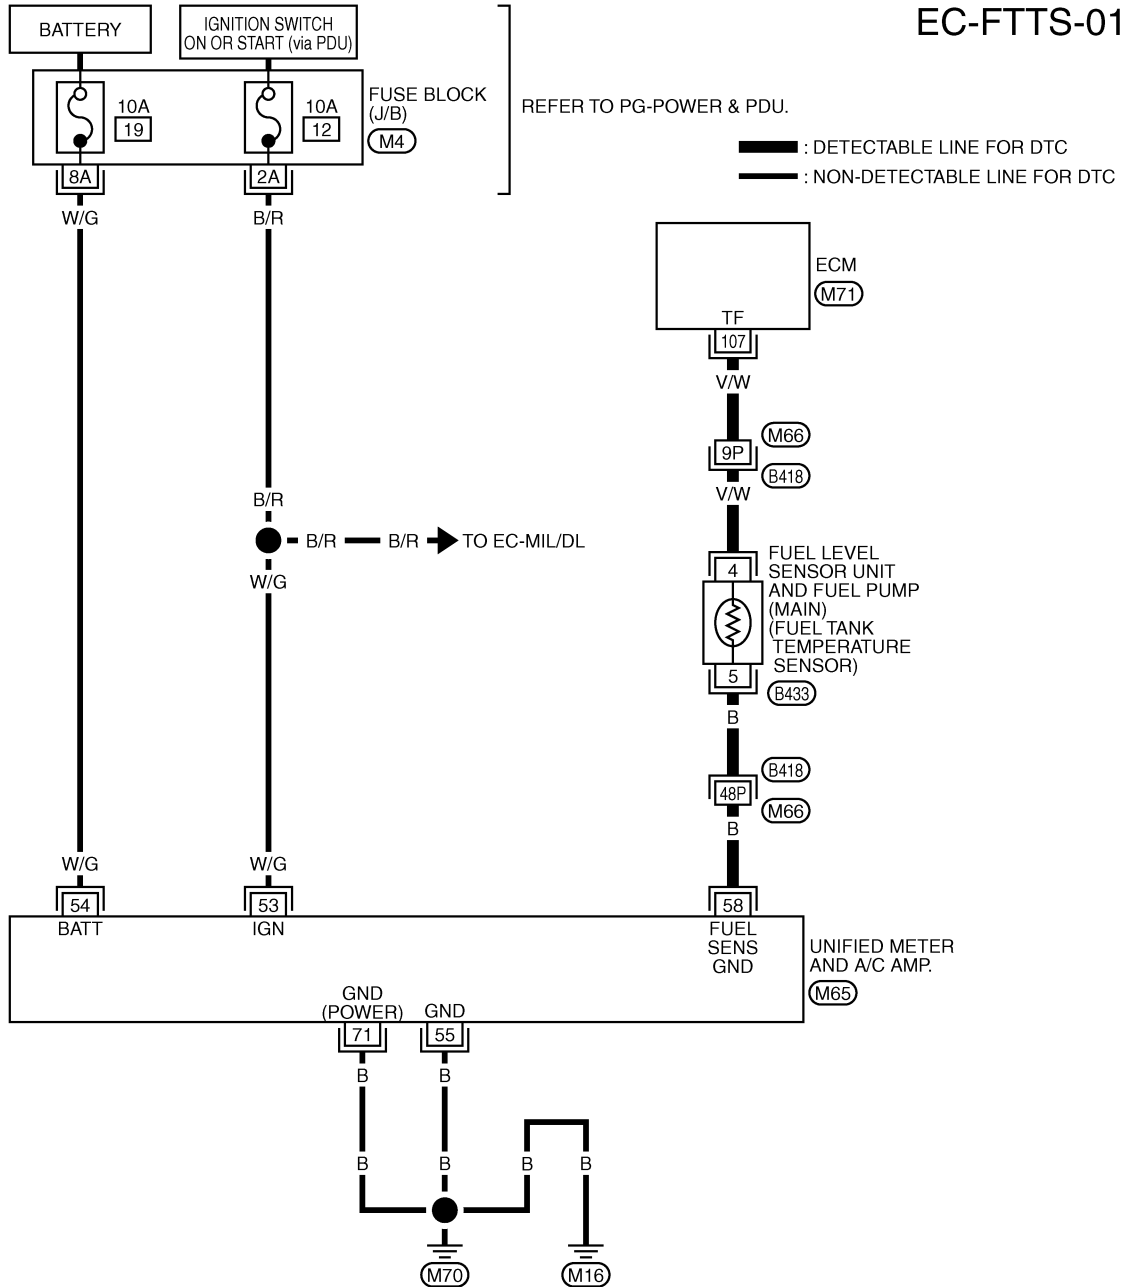 EC-FTTS-01
BATTERY
IGNITION SWITCH
ON OR START (via PDU)
10A
19
10A
12
FUSE BLOCK
(J/B)
M4
REFER TO PG-POWER & PDU.
8A
2A
W/G
B/R
: DETECTABLE LINE FOR DTC
: NON-DETECTABLE LINE FOR DTC
ECM
M71
TF
107
V/W
M66
9P
B418
V/W
B/R
B/R
B/R
TO EC-MIL/DL
W/G
4
FUEL LEVEL
SENSOR UNIT
AND FUEL PUMP
(MAIN)
(FUEL TANK
TEMPERATURE
SENSOR)
5
B433
B
B418
48P
M66
B
W/G
W/G
54
53
58
BATT
IGN
FUEL
SENS
GND
UNIFIED METER
AND A/C AMP.
M65
GND
(POWER)
GND
71
55
B
B
B
B
B
B
M70
M16